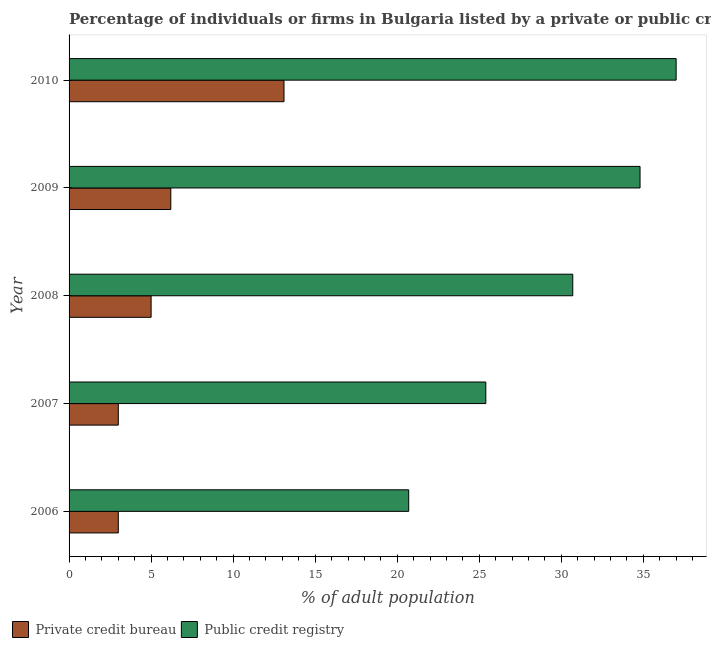 Percentage of individuals or firms in Bulgaria listed by a private or public cr
2010
2009
2008
2007
2006
Year
0 5 10 15 20 25 30 35
% of adult population
Private credit bureau Public credit registry